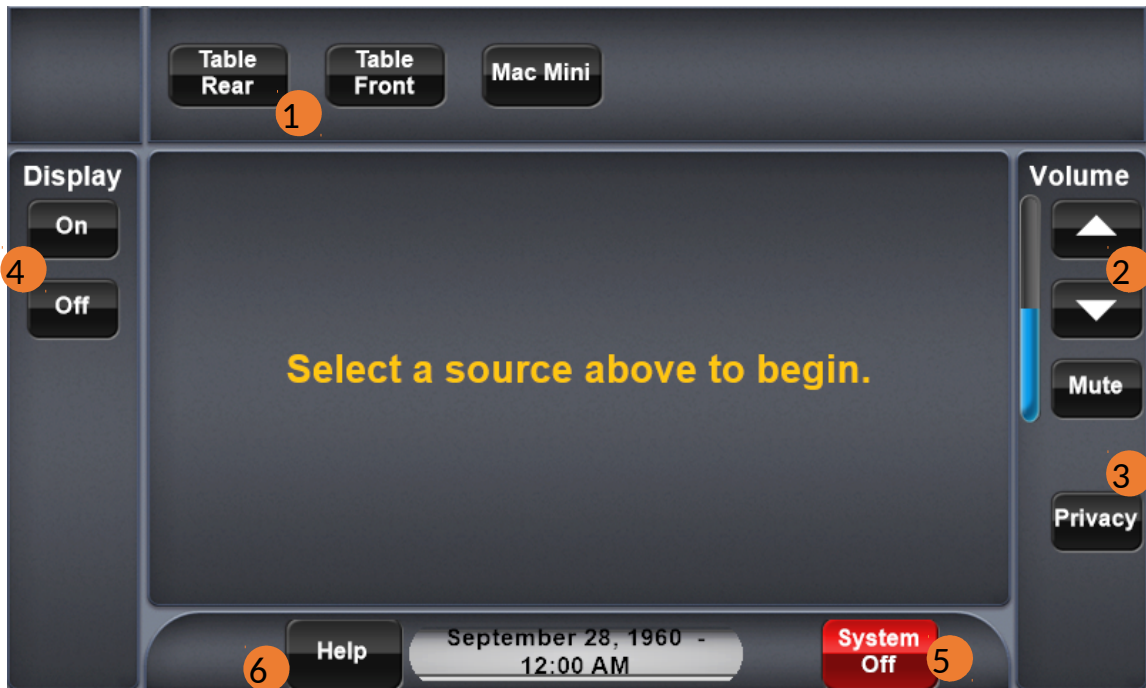 Table
Rear
Table
Front
Mac Mini
1
Display
On
4
Off
Select a source above to begin.
Volume
2
Mute
3
Privacy
6
Help
September 28, 1960 -
12:00 AM
System
Off
5